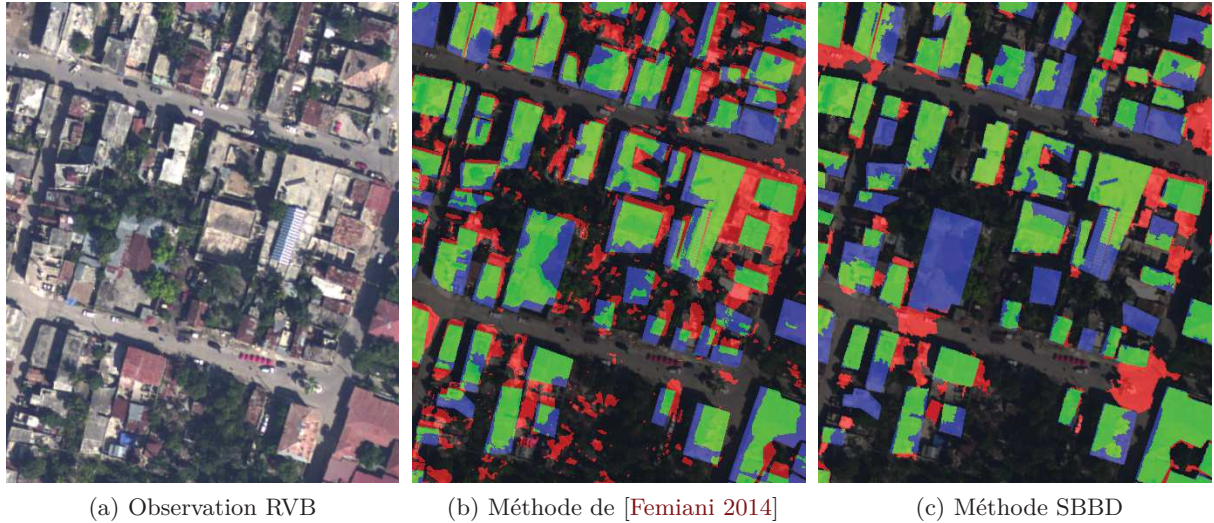 (a) Observation RVB
(b) Méthode de [Femiani 2014]
(c) Méthode SBBD